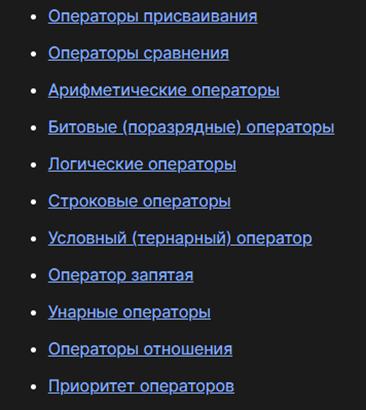 Операторы присваивания
Операторы сравнения
Арифметические операторы
Битовые (поразрядные) операторы
Логические операторы
Строковые операторы
Условный (тернарный) оператор
Оператор запятая
Унарные операторы
Операторы отношения
Приоритет операторов